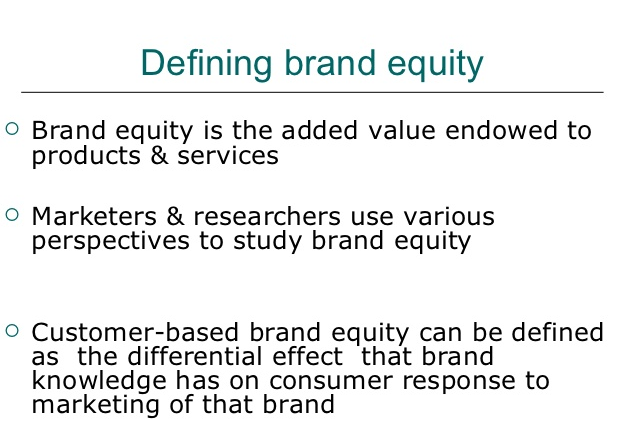 Defining brand equity
Brand equity is the added value endowed to
products & services
Marketers & researchers use various
perspectives to study brand equity
Customer-based brand equity can be defined
as  the differential effect  that brand
knowledge has on consumer response to
marketing of that brand